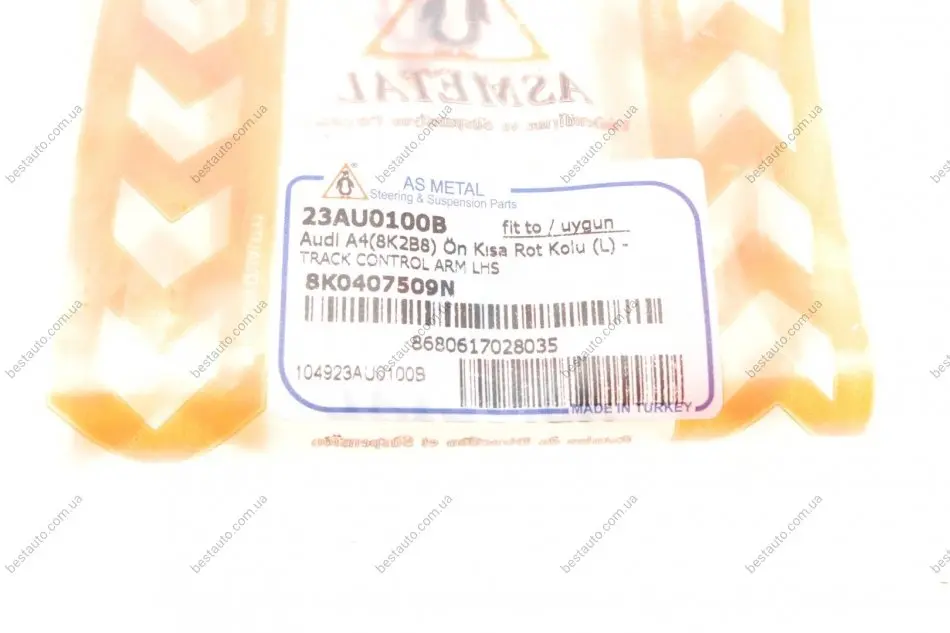 ASMETAL
AS METAL
Steering & Suspension Parts
23AU0100B
fit to / uygun
Audi A4(8K2B8) Ön Kısa Rot Kolu (L) -
TRACK CONTROL ARM LHS
8K0407509N
8680617028035
104923AU0100B
MADE IN TURKEY
bestauto.com.ua